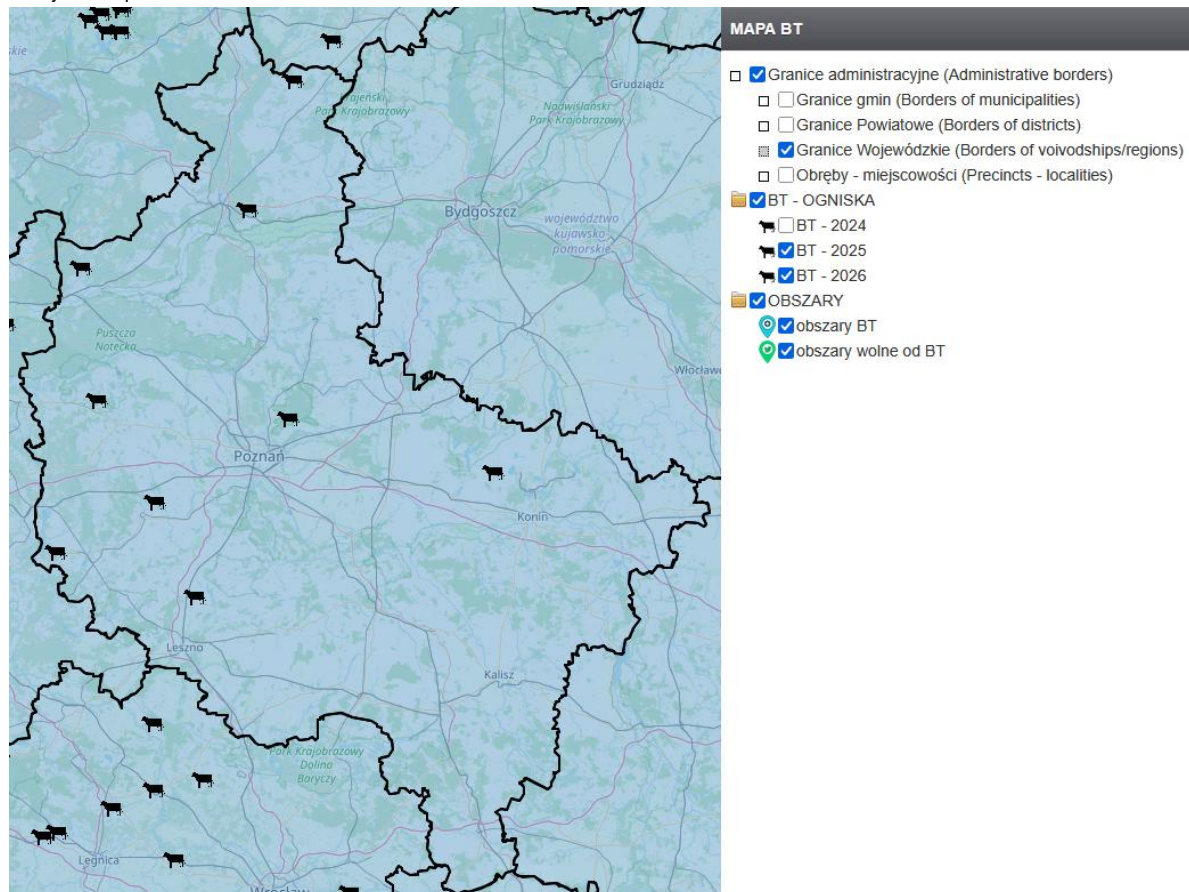 MAPA BT
Granice administracyjne (Administrative borders)
Granice gmin (Borders of municipalities)
Granice Powiatowe (Borders of districts)
Granice Wojewódzkie (Borders of voivodships/regions)
Obręby - miejscowości (Precincts - localities)
BT - OGNISKA
BT - 2024
BT - 2025
BT - 2026
OBSZARY
obszary BT
obszary wolne od BT
Grudziądz
Park Krajobrazowy
Nadwiślański
Park Krajobrazowy
Bydgoszcz
województwo
kujawsko-
pomorskie
Puszcza
Notecka
Poznań
Konin
Leszno
Kalisz
Park Krajobrazowy
Dolina
Baryczy
Legnica
Wrocław